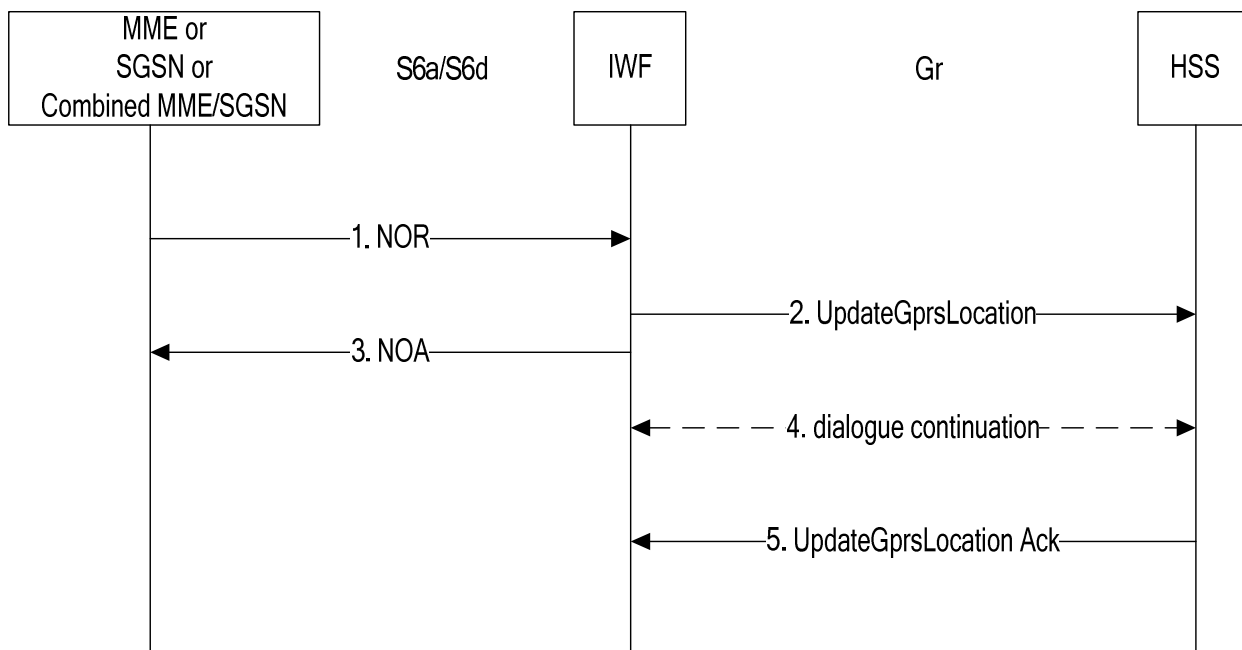 MME or
SGSN or
Combined MME/SGSN
S6a/S6d
IWF
Gr
HSS
1. NOR
2. UpdateGprsLocation
3. NOA
4. dialogue continuation
5. UpdateGprsLocation Ack